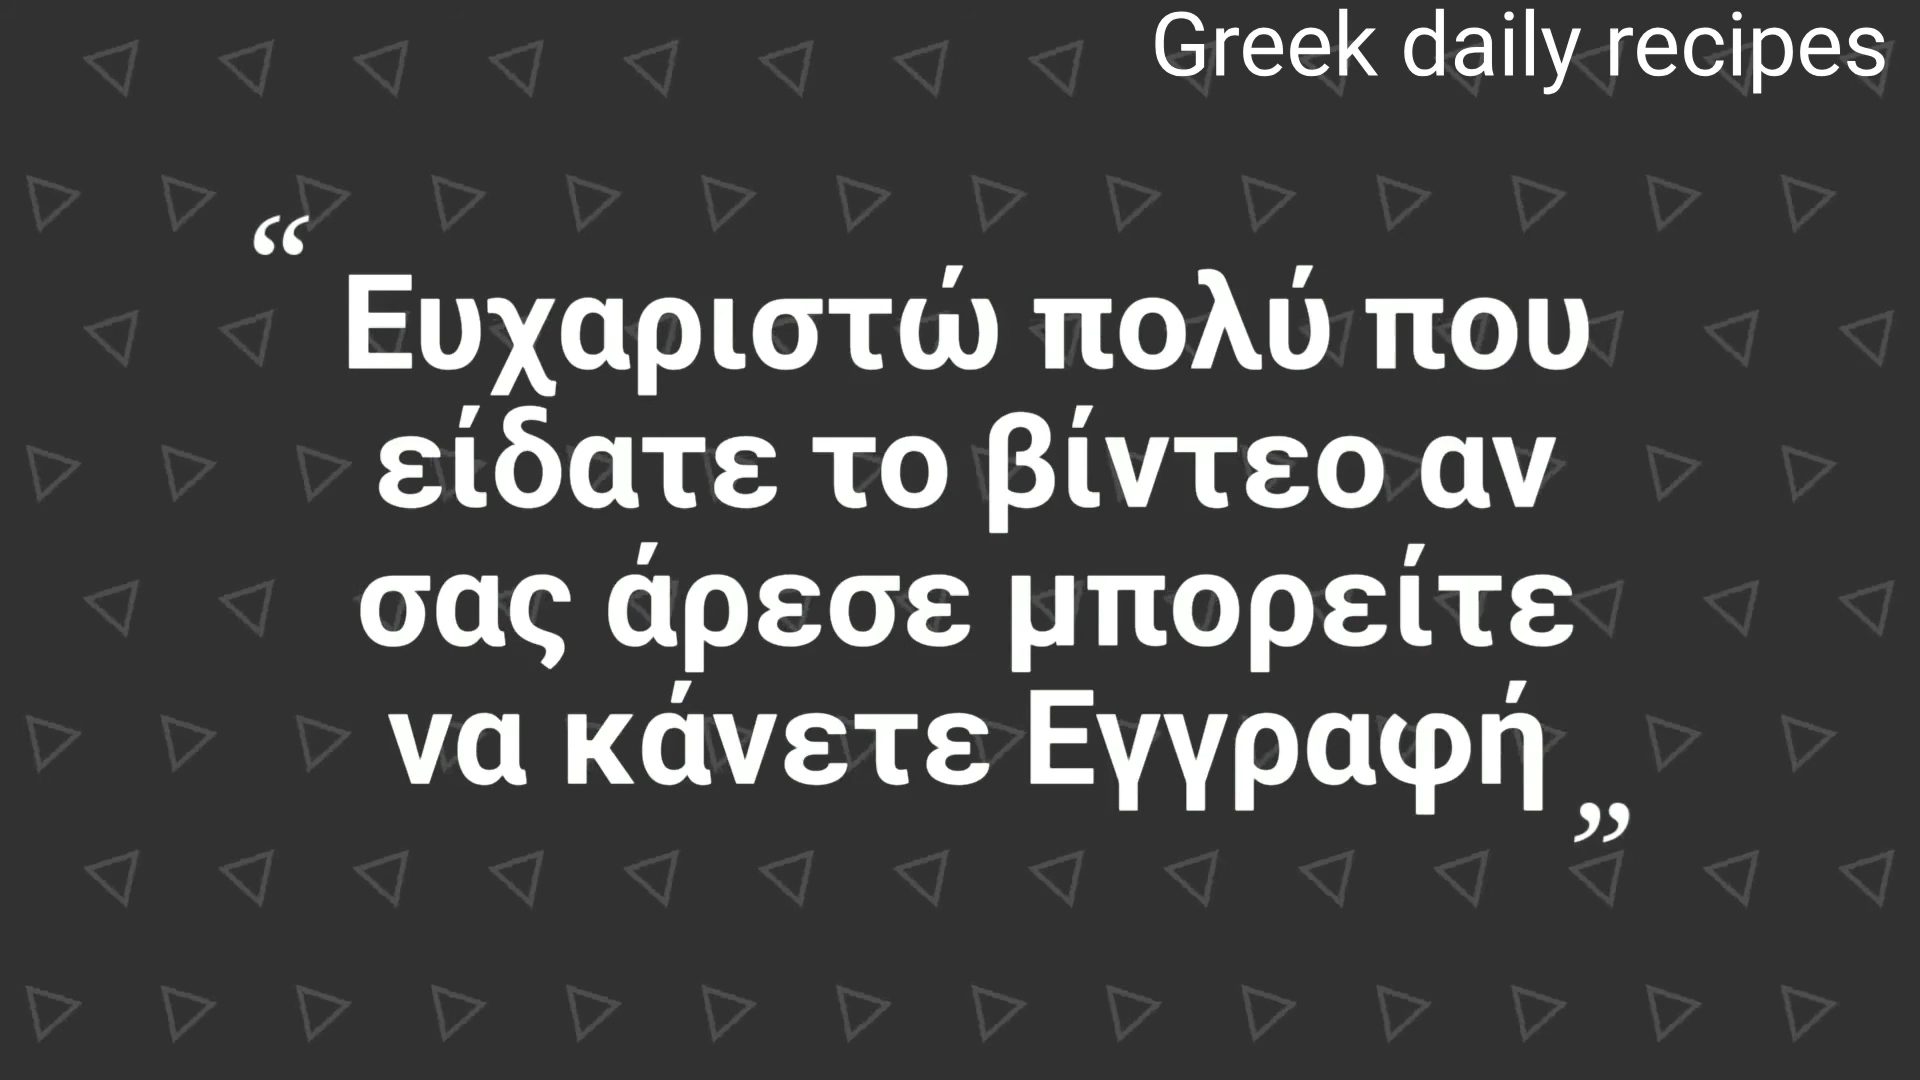 Greek daily recipes
“ Ευχαριστώ πολύ που
είδατε το βίντεο αν
σας άρεσε μπορείτε
να κάνετε Εγγραφή ”